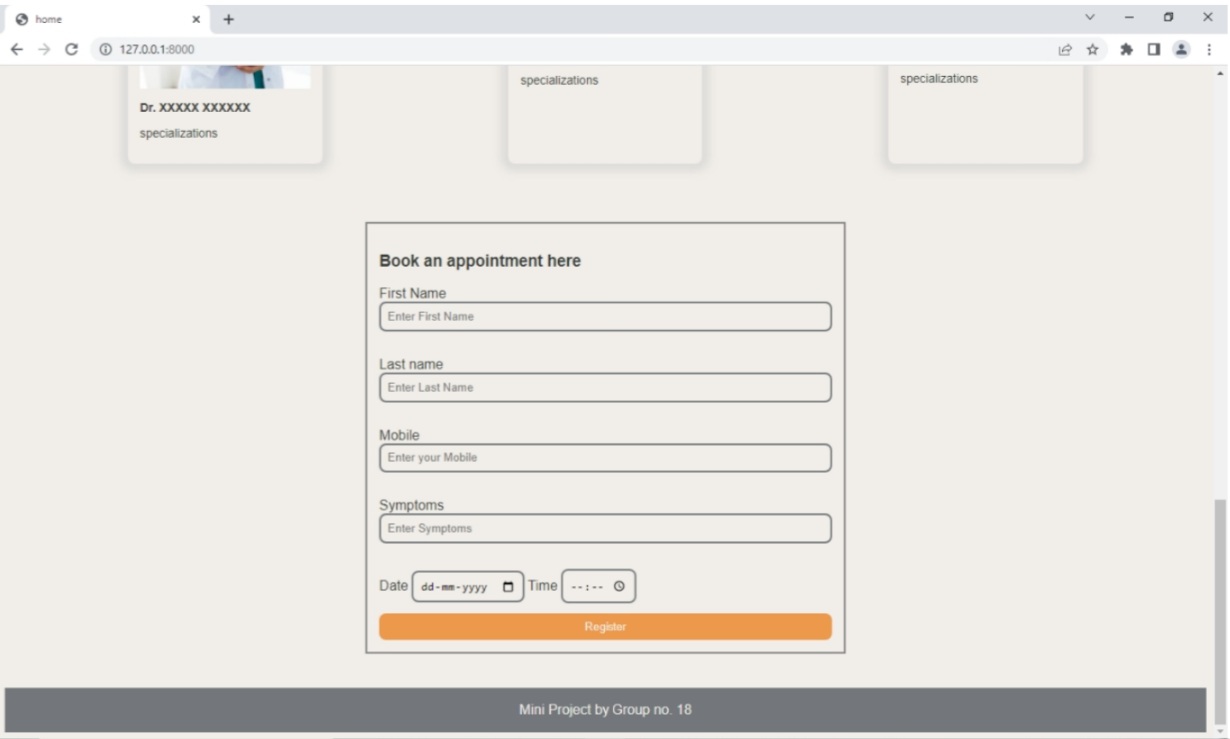 home
127.0.0.1:8000
specializations
specializations
Dr. XXXXX XXXXXX
specializations
Book an appointment here
First Name
Enter First Name
Last name
Enter Last Name
Mobile
Enter your Mobile
Symptoms
Enter Symptoms
Date dd-mm-yyyy Time --:--
Register
Mini Project by Group no. 18